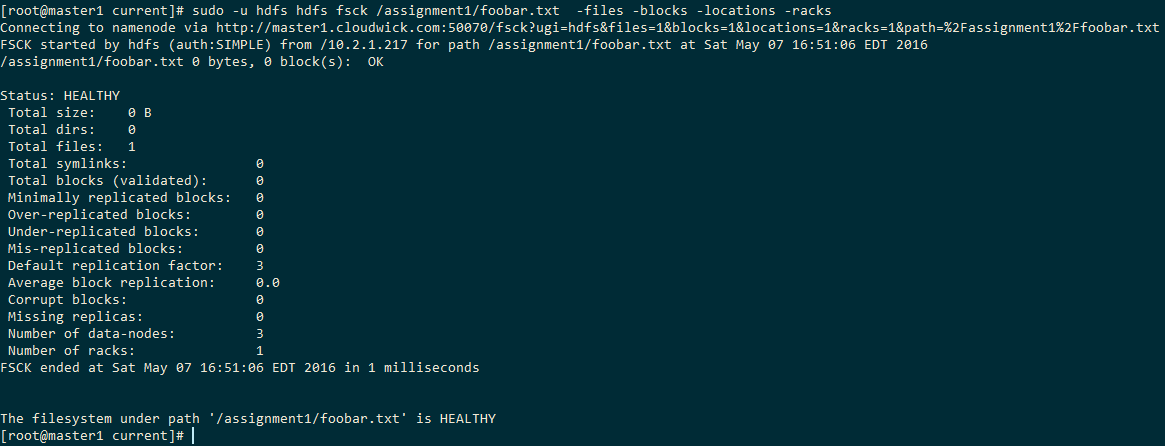 [root@master1 current]# sudo -u hdfs hdfs fsck /assignment1/foobar.txt  -files -blocks -locations -racks
Connecting to namenode via http://master1.cloudwick.com:50070/fsck?ugi=hdfs&files=1&blocks=1&locations=1&racks=1&path=%2Fassignment1%2Ffoobar.txt
FSCK started by hdfs (auth:SIMPLE) from /10.2.1.217 for path /assignment1/foobar.txt at Sat May 07 16:51:06 EDT 2016
/assignment1/foobar.txt 0 bytes, 0 block(s):  OK

Status: HEALTHY
 Total size:    0 B
 Total dirs:    0
 Total files:   1
 Total symlinks:                0
 Total blocks (validated):      0
 Minimally replicated blocks:   0
 Over-replicated blocks:        0
 Under-replicated blocks:       0
 Mis-replicated blocks:         0
 Default replication factor:    3
 Average block replication:     0.0
 Corrupt blocks:                0
 Missing replicas:              0
 Number of data-nodes:          3
 Number of racks:               1
FSCK ended at Sat May 07 16:51:06 EDT 2016 in 1 milliseconds


The filesystem under path '/assignment1/foobar.txt' is HEALTHY
[root@master1 current]#